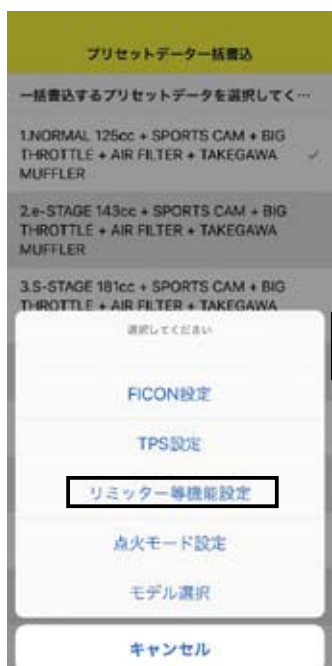 プリセットデータ一括書込
一括書込するプリセットデータを選択してく…
1.NORMAL 125cc + SPORTS CAM + BIG
THROTTLE + AIR FILTER + TAKEGAWA
MUFFLER
2.e-STAGE 143cc + SPORTS CAM + BIG
THROTTLE + AIR FILTER + TAKEGAWA
MUFFLER
3.S-STAGE 181cc + SPORTS CAM + BIG
THROTTLE + AIR FILTER + TAKEGAWA
選択してください
FICON設定
TPS設定
リミッター等機能設定
点火モード設定
モデル選択
キャンセル